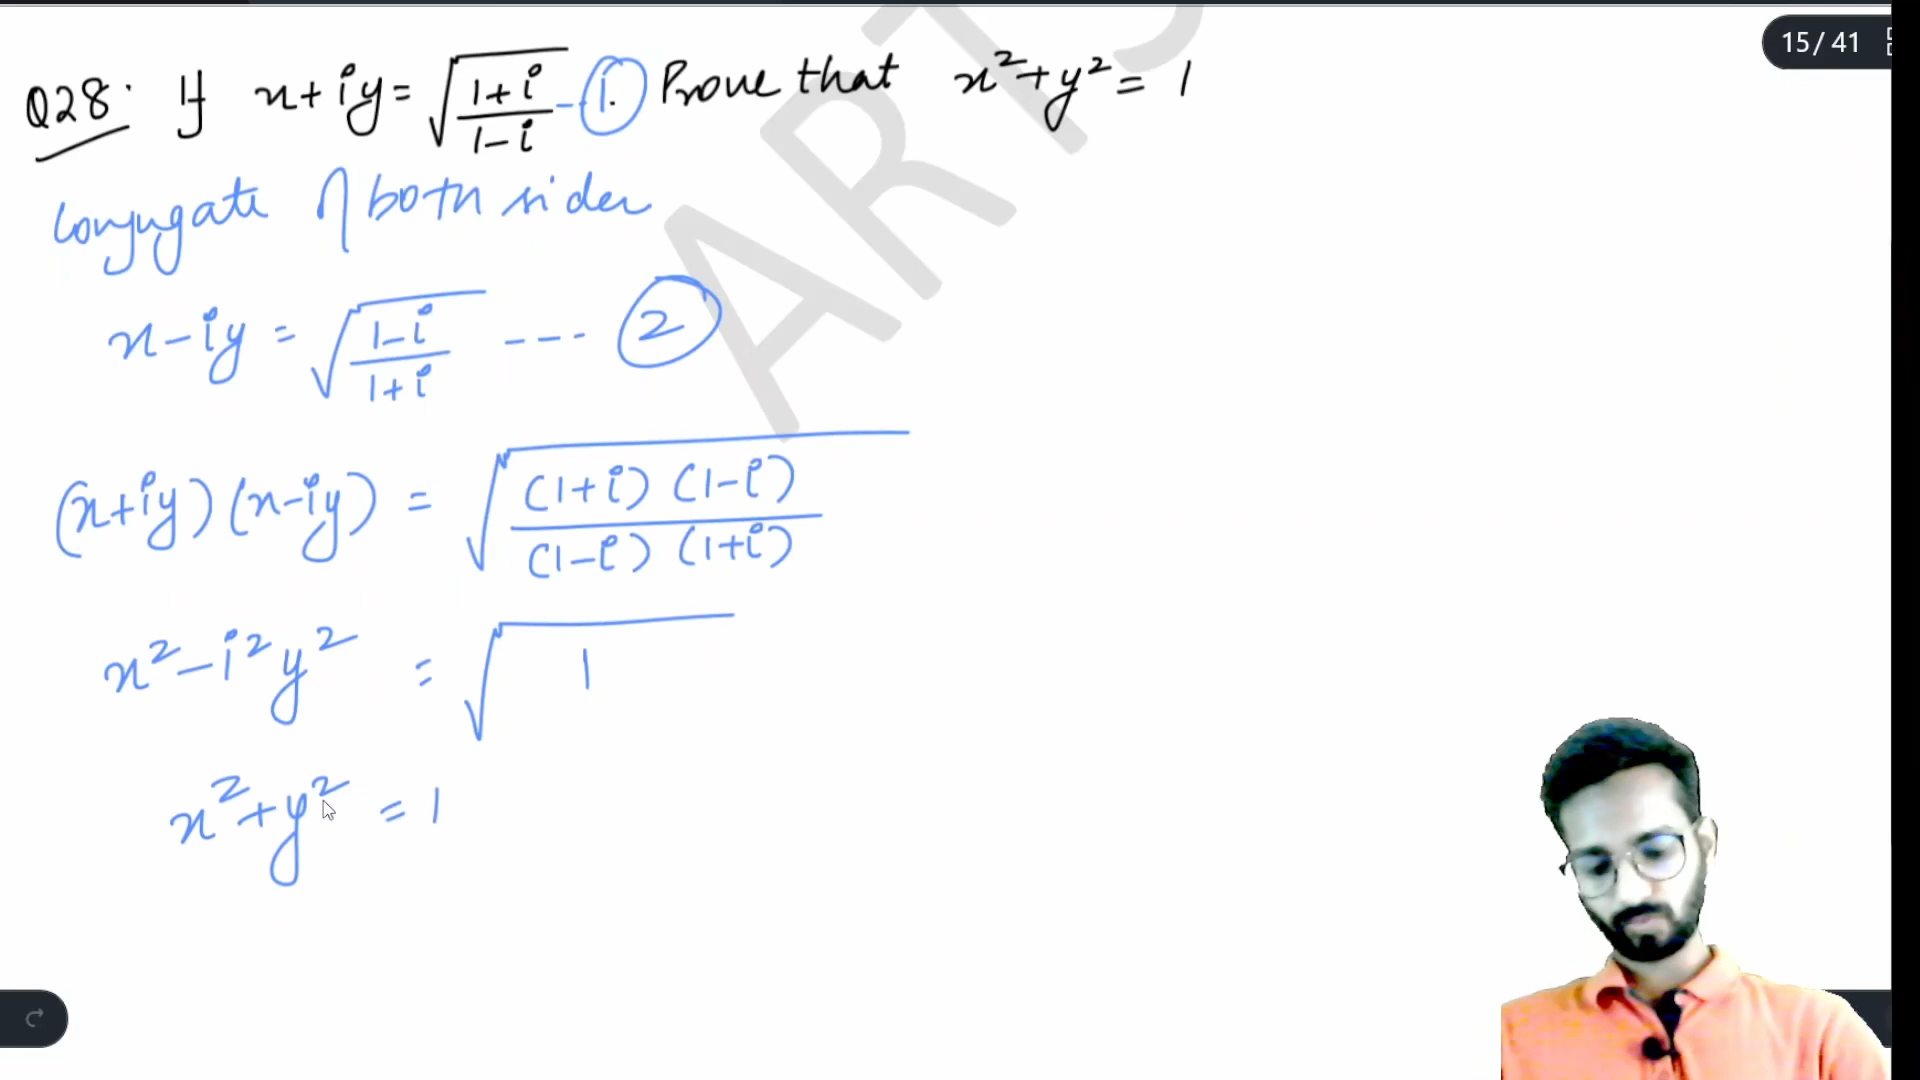 15/41
Q28. If x+iy = √((1+i)/(1-i)) -- ①. Prove that x²+y² = 1
Conjugate of both sides
x-iy = √((1-i)/(1+i)) ---- ②
(x+iy)(x-iy) = √(((1+i)(1-i))/((1-i)(1+i)))
x²-i²y² = √1
x²+y² = 1
ARTS